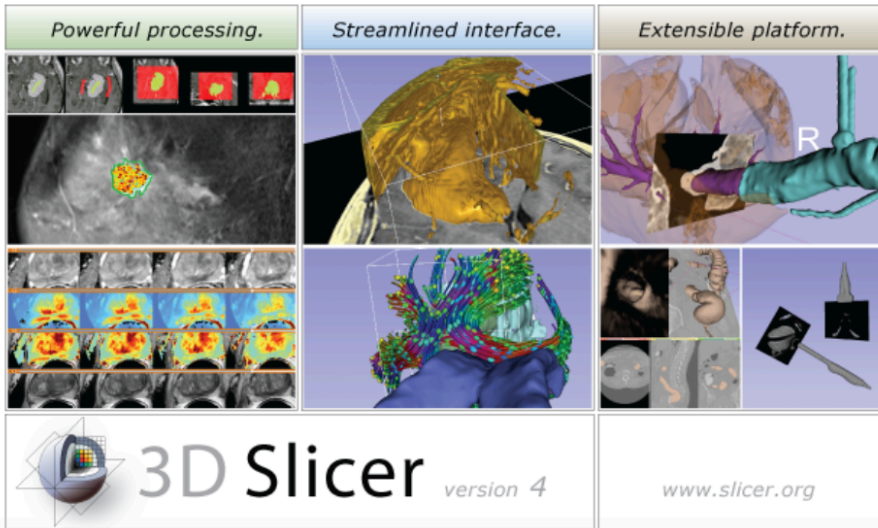 Powerful processing.
Streamlined interface.
Extensible platform.
R
3D Slicer version 4
www.slicer.org